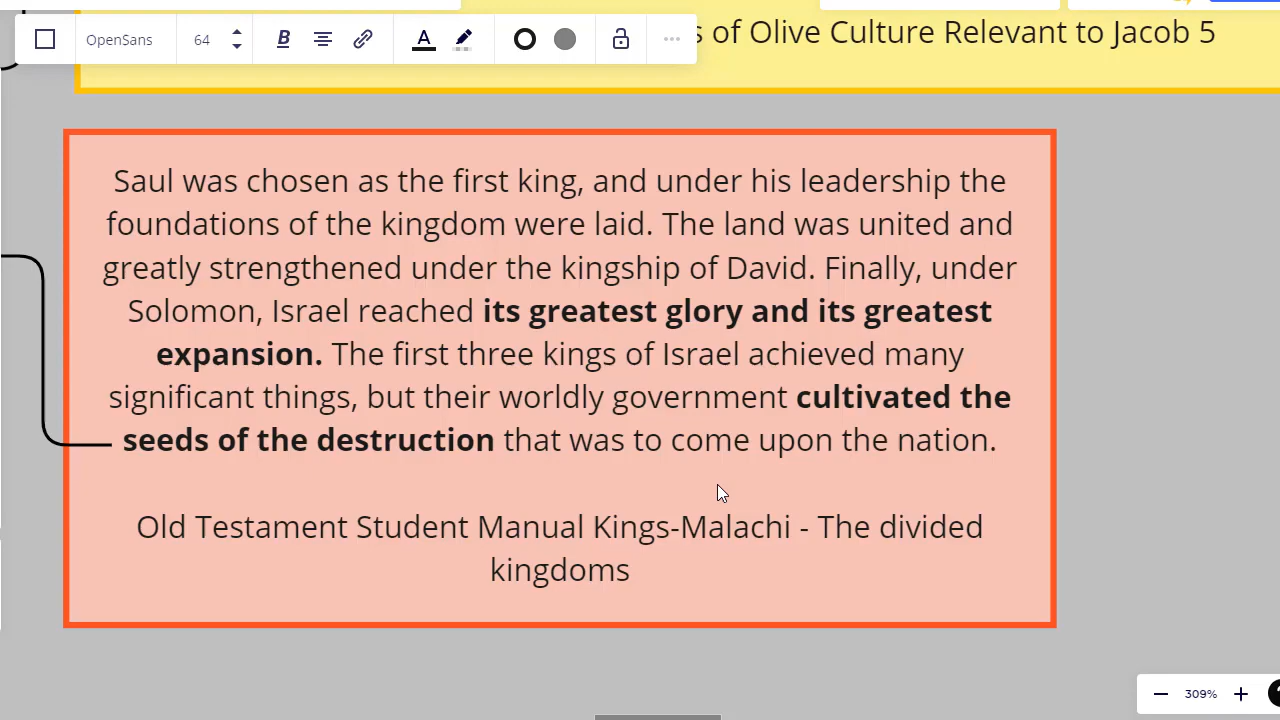 OpenSans 64 B A
s of Olive Culture Relevant to Jacob 5
Saul was chosen as the first king, and under his leadership the
foundations of the kingdom were laid. The land was united and
greatly strengthened under the kingship of David. Finally, under
Solomon, Israel reached its greatest glory and its greatest
expansion. The first three kings of Israel achieved many
significant things, but their worldly government cultivated the
seeds of the destruction that was to come upon the nation.
Old Testament Student Manual Kings-Malachi - The divided
kingdoms
309%